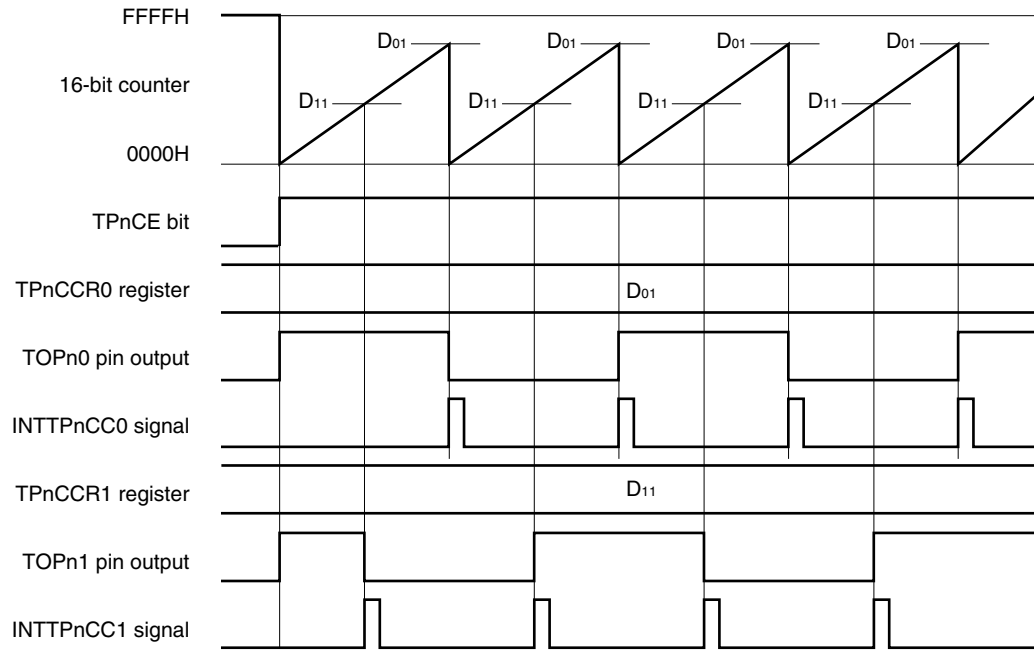 FFFFH
D01 D01 D01 D01
16-bit counter
D11 D11 D11 D11
0000H
TPnCE bit
TPnCCR0 register D01
TOPn0 pin output
INTTPnCC0 signal
TPnCCR1 register D11
TOPn1 pin output
INTTPnCC1 signal